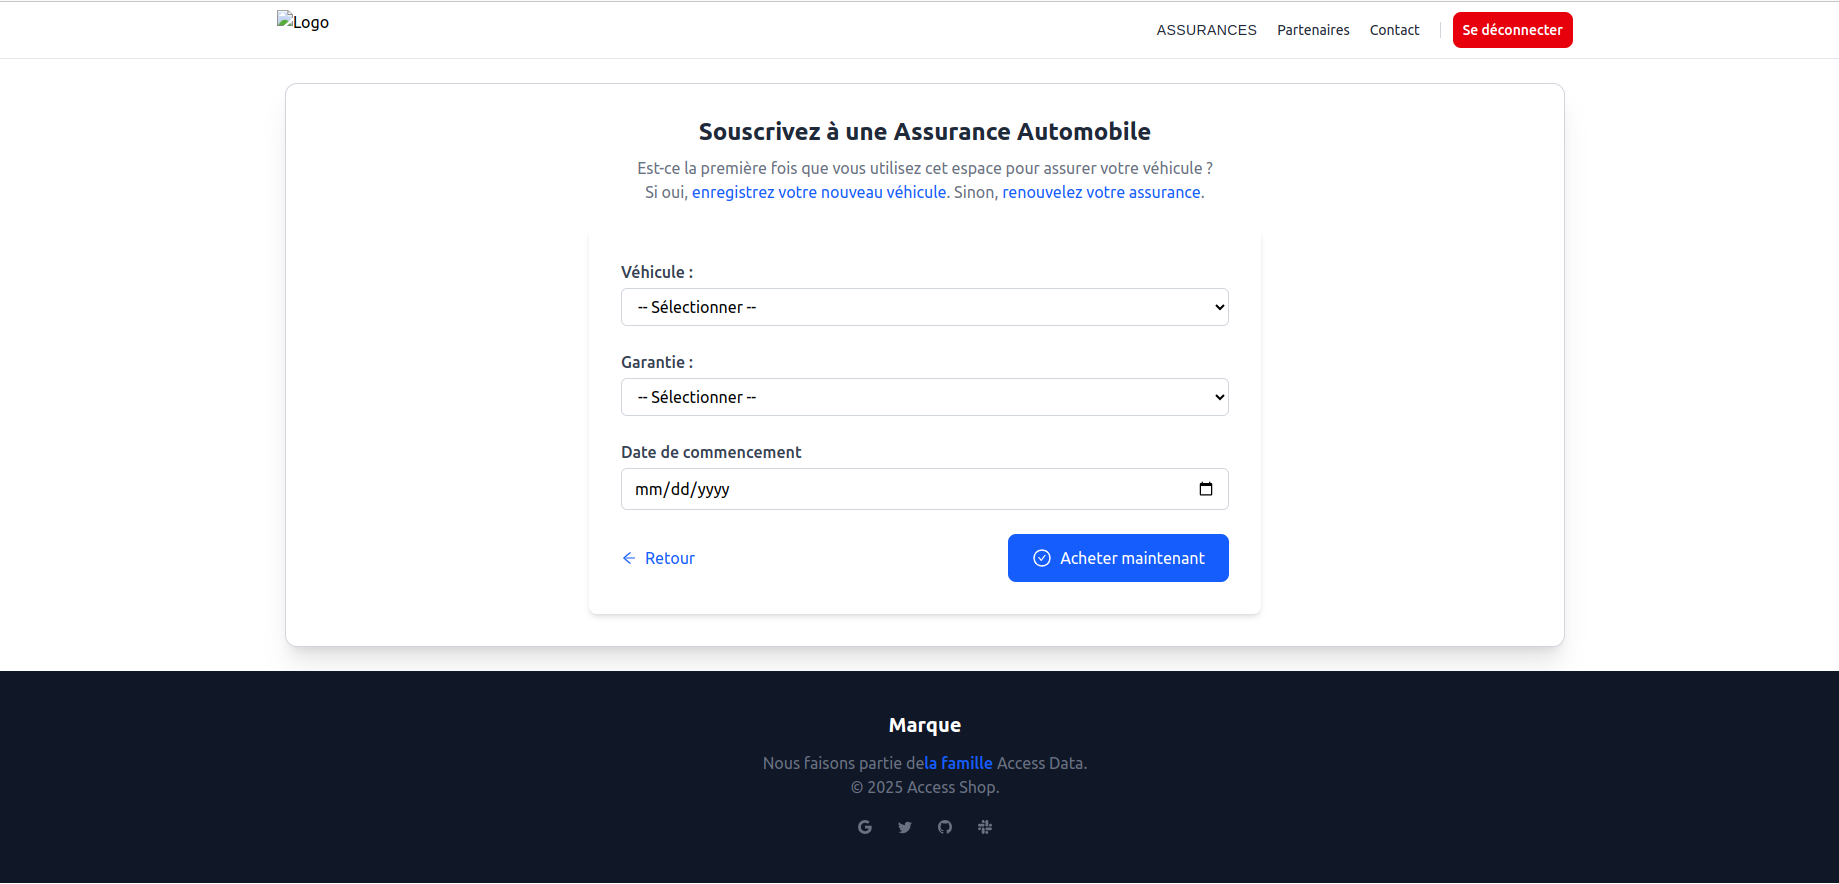 Logo
ASSURANCES Partenaires Contact Se déconnecter
Souscrivez à une Assurance Automobile
Est-ce la première fois que vous utilisez cet espace pour assurer votre véhicule ?
Si oui, enregistrez votre nouveau véhicule. Sinon, renouvelez votre assurance.
Véhicule :
-- Sélectionner --
Garantie :
-- Sélectionner --
Date de commencement
mm/dd/yyyy
Retour
Acheter maintenant
Marque
Nous faisons partie dela famille Access Data.
© 2025 Access Shop.